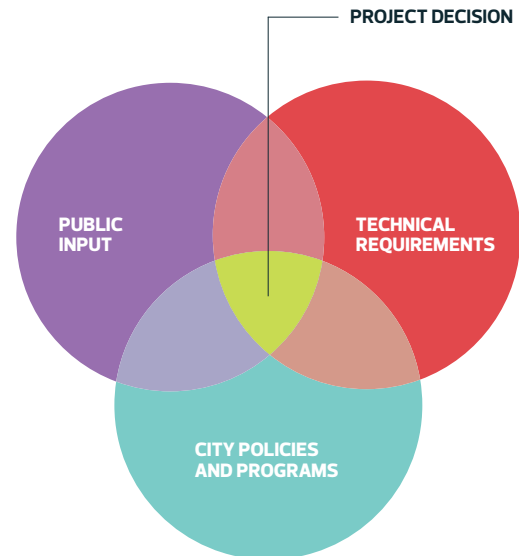 PROJECT DECISION
PUBLIC
INPUT
TECHNICAL
REQUIREMENTS
CITY POLICIES
AND PROGRAMS